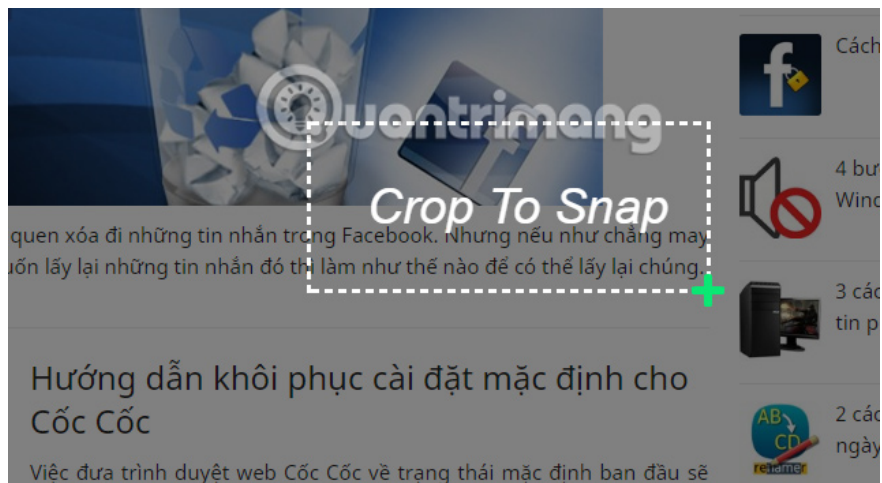 Quantrimang
Crop To Snap
quen xóa đi những tin nhắn trong Facebook. Nhưng nếu như chẳng may
uốn lấy lại những tin nhắn đó thì làm như thế nào để có thể lấy lại chúng.
Hướng dẫn khôi phục cài đặt mặc định cho
Cốc Cốc
Việc đưa trình duyệt web Cốc Cốc về trạng thái mặc định ban đầu sẽ
Cách
4 bư
Wind
3 các
tin p
AB
CD
renamer
2 các
ngày